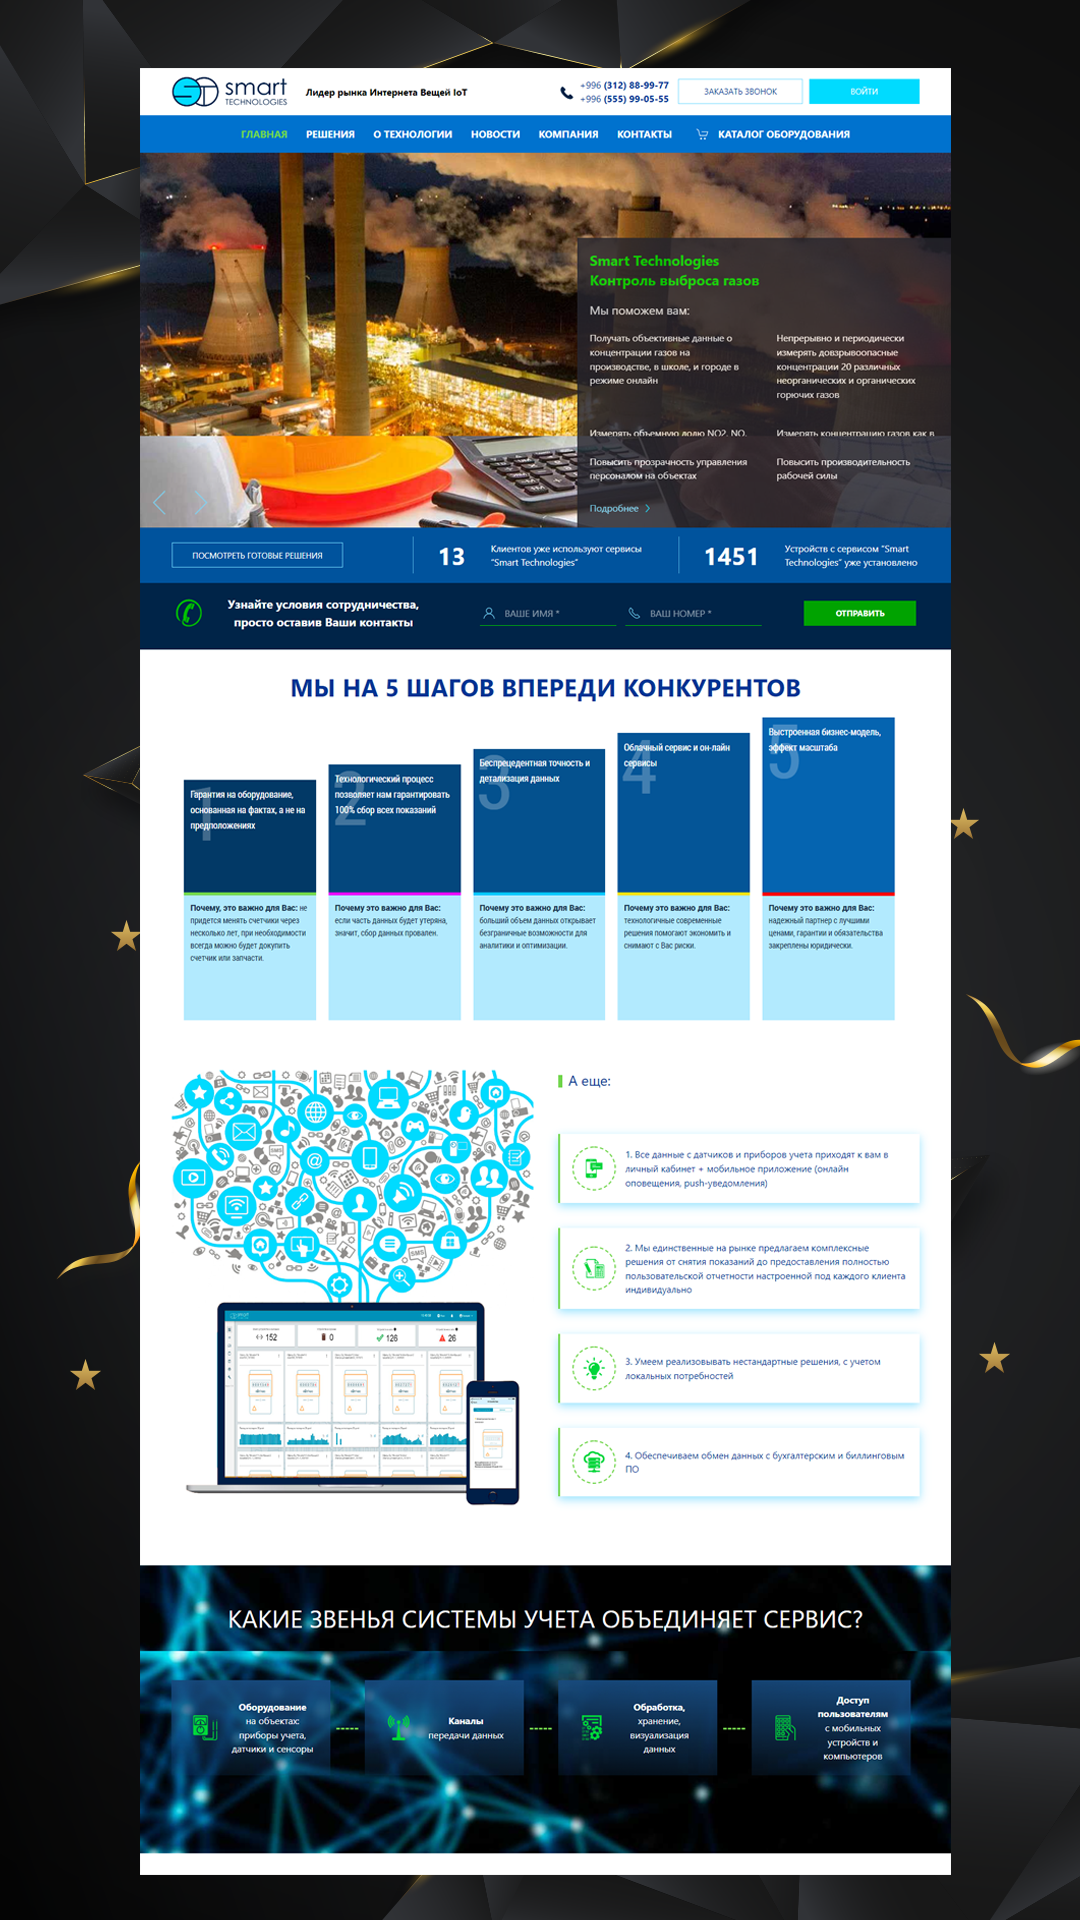 smart
TECHNOLOGIES
Лидер рынка Интернета Вещей IoT
+996 (312) 88-99-77
+996 (555) 99-05-55
ЗАКАЗАТЬ ЗВОНОК
ВОЙТИ
ГЛАВНАЯ РЕШЕНИЯ О ТЕХНОЛОГИИ НОВОСТИ КОМПАНИЯ КОНТАКТЫ КАТАЛОГ ОБОРУДОВАНИЯ
Smart Technologies
Контроль выброса газов
Мы поможем вам:
Получать объективные данные о
концентрации газов на
производстве, в школе, и городе в
режиме онлайн
Непрерывно и периодически
измерять довзрывоопасные
концентрации 20 различных
неорганических и органических
горючих газов
Измерять объемную долю NO2, NO,
Измерять концентрацию газов как в
Повысить прозрачность управления
персоналом на объектах
Повысить производительность
рабочей силы
Подробнее
ПОСМОТРЕТЬ ГОТОВЫЕ РЕШЕНИЯ
13
Клиентов уже используют сервисы
"Smart Technologies"
1451
Устройств с сервисом "Smart
Technologies" уже установлено
Узнайте условия сотрудничества,
просто оставив Ваши контакты
ВАШЕ ИМЯ *
ВАШ НОМЕР *
ОТПРАВИТЬ
МЫ НА 5 ШАГОВ ВПЕРЕДИ КОНКУРЕНТОВ
1
Гарантия на оборудование,
основанная на фактах, а не на
предположениях
Почему, это важно для Вас: не
придется менять счетчики через
несколько лет, при необходимости
всегда можно будет докупить
счетчик или запчасти.
2
Технологический процесс
позволяет нам гарантировать
100% сбор всех показаний
Почему это важно для Вас:
если часть данных будет утеряна,
значит, сбор данных провален.
3
Беспрецедентная точность и
детализация данных
Почему это важно для Вас:
больший объем данных открывает
безграничные возможности для
аналитики и оптимизации.
4
Облачный сервис и он-лайн
сервисы
Почему это важно для Вас:
технологичные современные
решения помогают экономить и
снимают с Вас риски.
5
Выстроенная бизнес-модель,
эффект масштаба
Почему это важно для Вас:
надежный партнер с лучшими
ценами, гарантии и обязательства
закреплены юридически.
SMS
SMS
152
0
126
26
А еще:
1. Все данные с датчиков и приборов учета приходят к вам в
личный кабинет + мобильное приложение (онлайн
оповещения, push-уведомления)
2. Мы единственные на рынке предлагаем комплексные
решения от снятия показаний до предоставления полностью
пользовательской отчетности настроенной под каждого клиента
индивидуально
3. Умеем реализовывать нестандартные решения, с учетом
локальных потребностей
4. Обеспечиваем обмен данных с бухгалтерским и биллинговым
ПО
КАКИЕ ЗВЕНЬЯ СИСТЕМЫ УЧЕТА ОБЪЕДИНЯЕТ СЕРВИС?
Оборудование
на объектах:
приборы учета,
датчики и сенсоры
Каналы
передачи данных
Обработка,
хранение,
визуализация
данных
Доступ
пользователям
с мобильных
устройств и
компьютеров